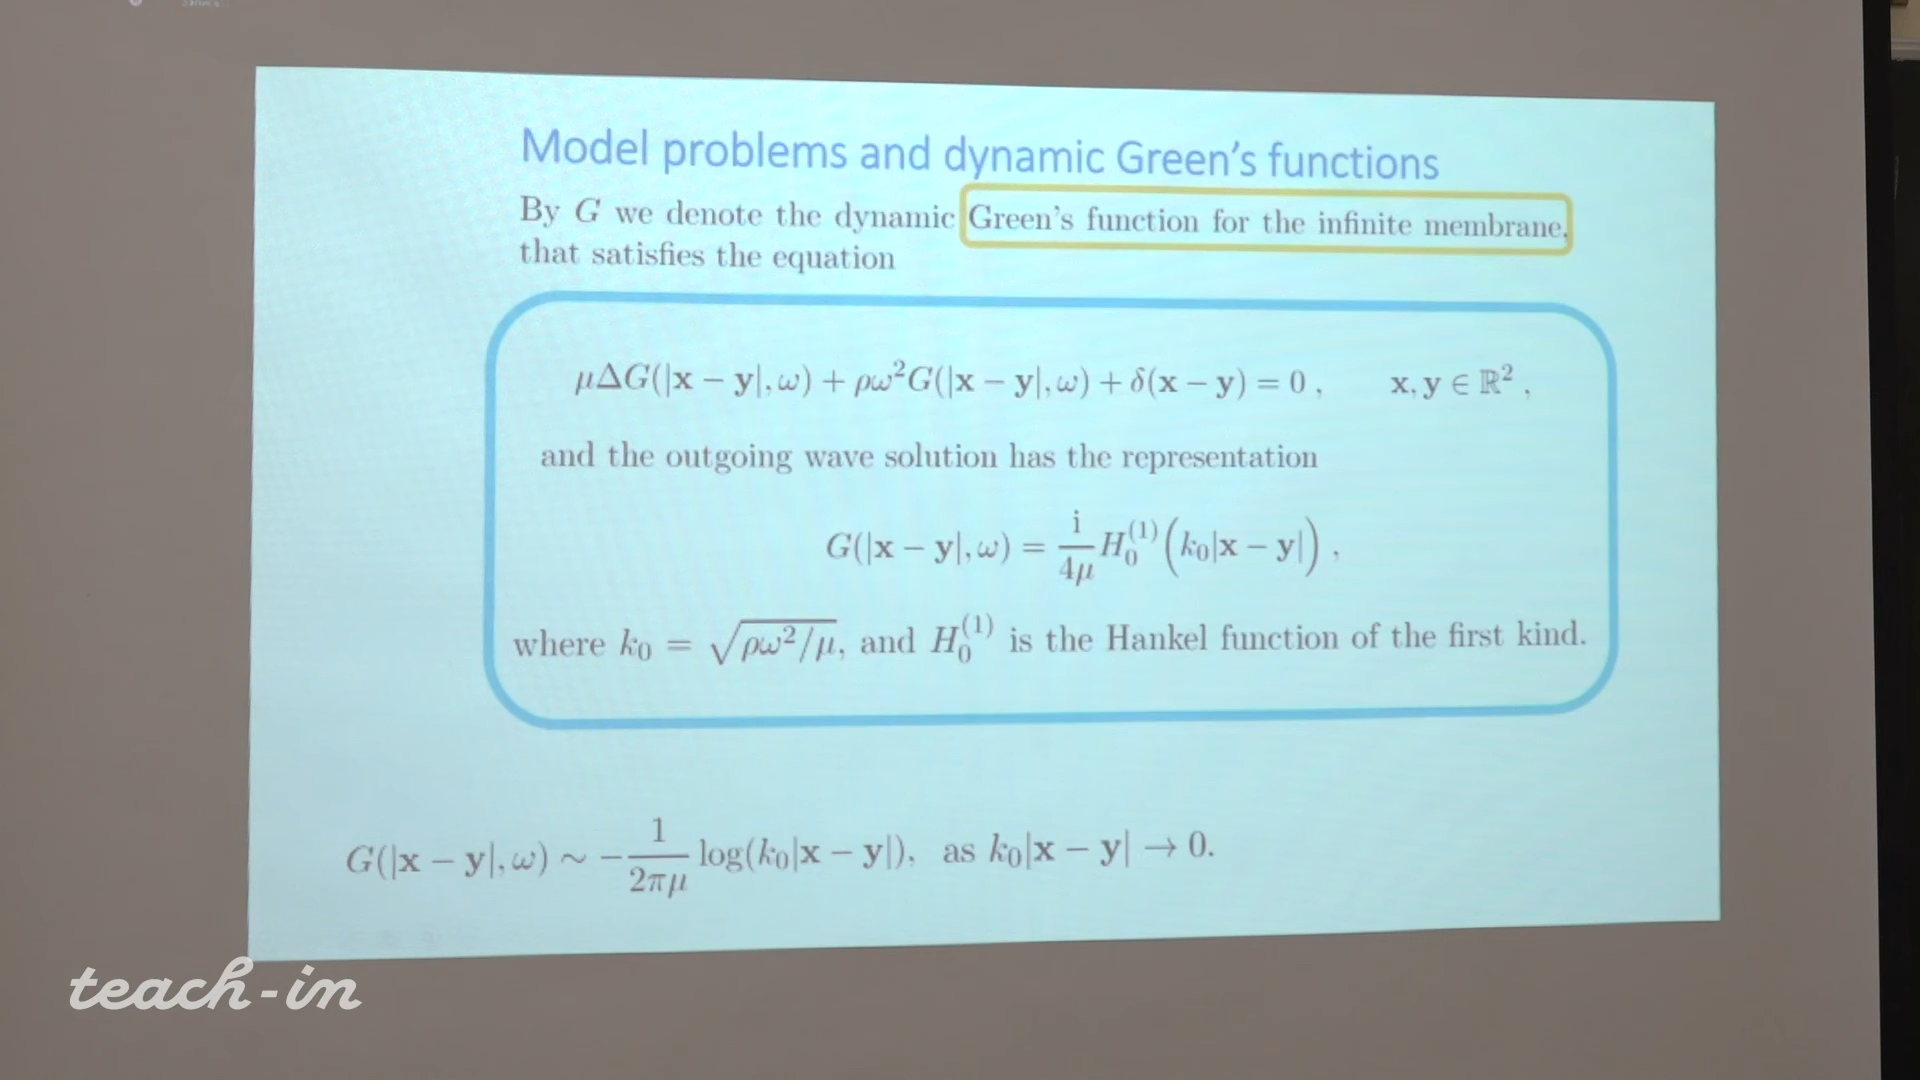 Model problems and dynamic Green's functions
By G we denote the dynamic Green's function for the infinite membrane,
that satisfies the equation
μΔG(|x − y|, ω) + ρω²G(|x − y|, ω) + δ(x − y) = 0 , x, y ∈ ℝ² ,
and the outgoing wave solution has the representation
G(|x − y|, ω) = i/4μ H₀⁽¹⁾(k₀|x − y|) ,
where k₀ = √(ρω²/μ), and H₀⁽¹⁾ is the Hankel function of the first kind.
G(|x − y|, ω) ∼ − 1/2πμ log(k₀|x − y|), as k₀|x − y| → 0.
teach-in